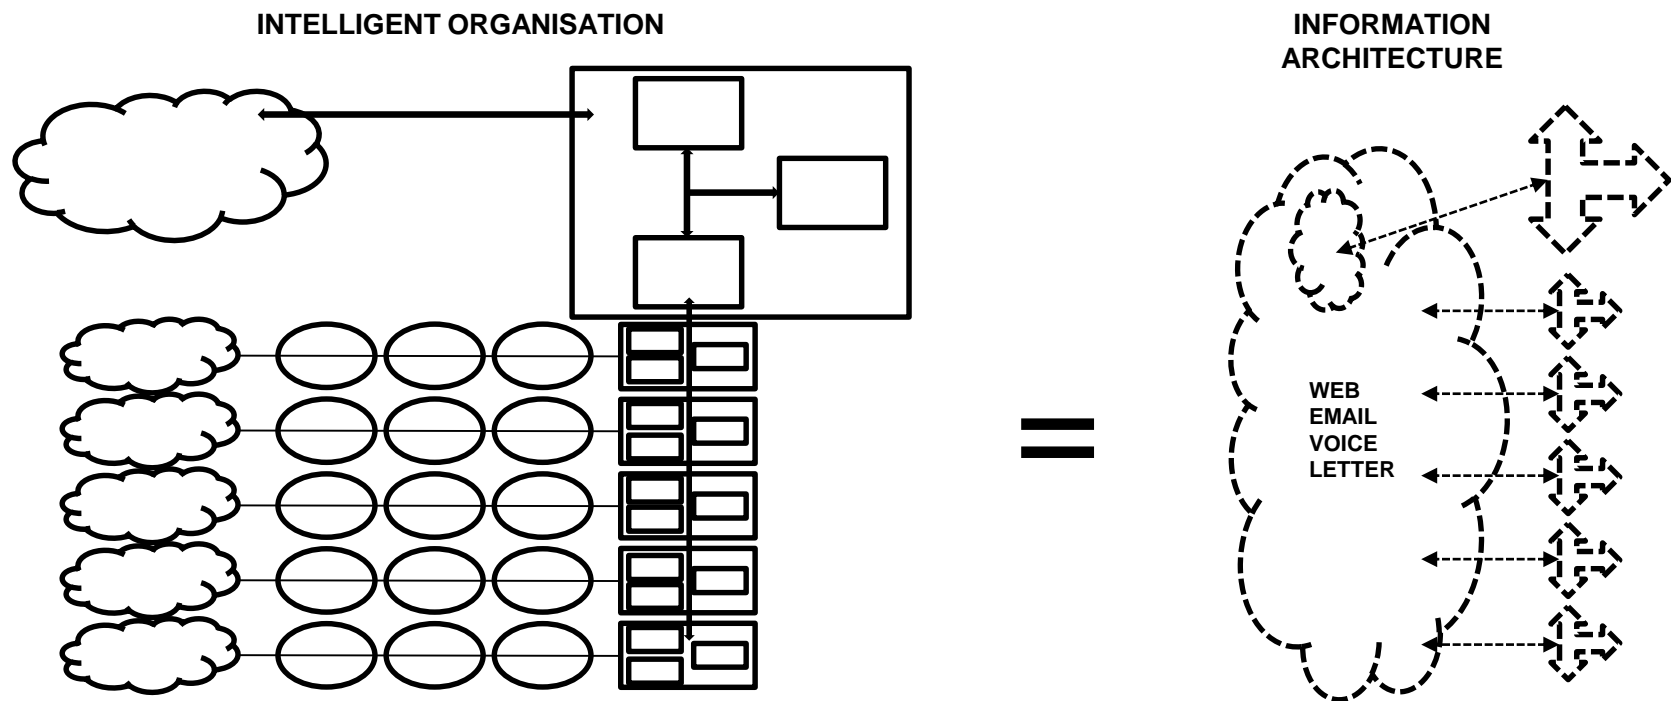 INTELLIGENT ORGANISATION
INFORMATION
ARCHITECTURE
WEB
EMAIL
VOICE
LETTER